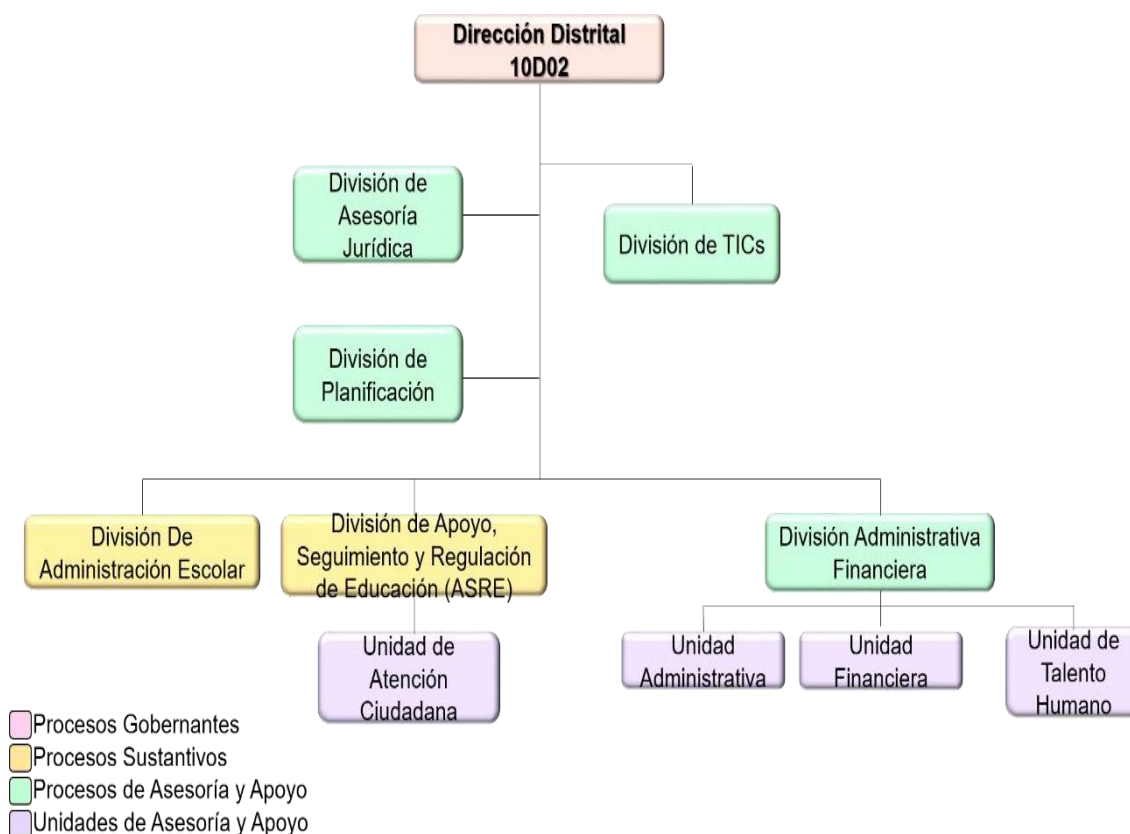 Dirección Distrital
10D02
División de
Asesoría
Jurídica
División de TICs
División de
Planificación
División De
Administración Escolar
División de Apoyo,
Seguimiento y Regulación
de Educación (ASRE)
División Administrativa
Financiera
Unidad de
Atención
Ciudadana
Unidad
Administrativa
Unidad
Financiera
Unidad de
Talento
Humano
Procesos Gobernantes
Procesos Sustantivos
Procesos de Asesoría y Apoyo
Unidades de Asesoría y Apoyo